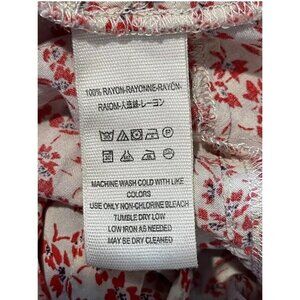 100% RAYON-RAYONNE-RAYON-
RAIOM-人造絲-レーヨン
MACHINE WASH COLD WITH LIKE
COLORS
USE ONLY NON-CHLORINE BLEACH
TUMBLE DRY LOW
LOW IRON AS NEEDED
MAY BE DRY CLEANED